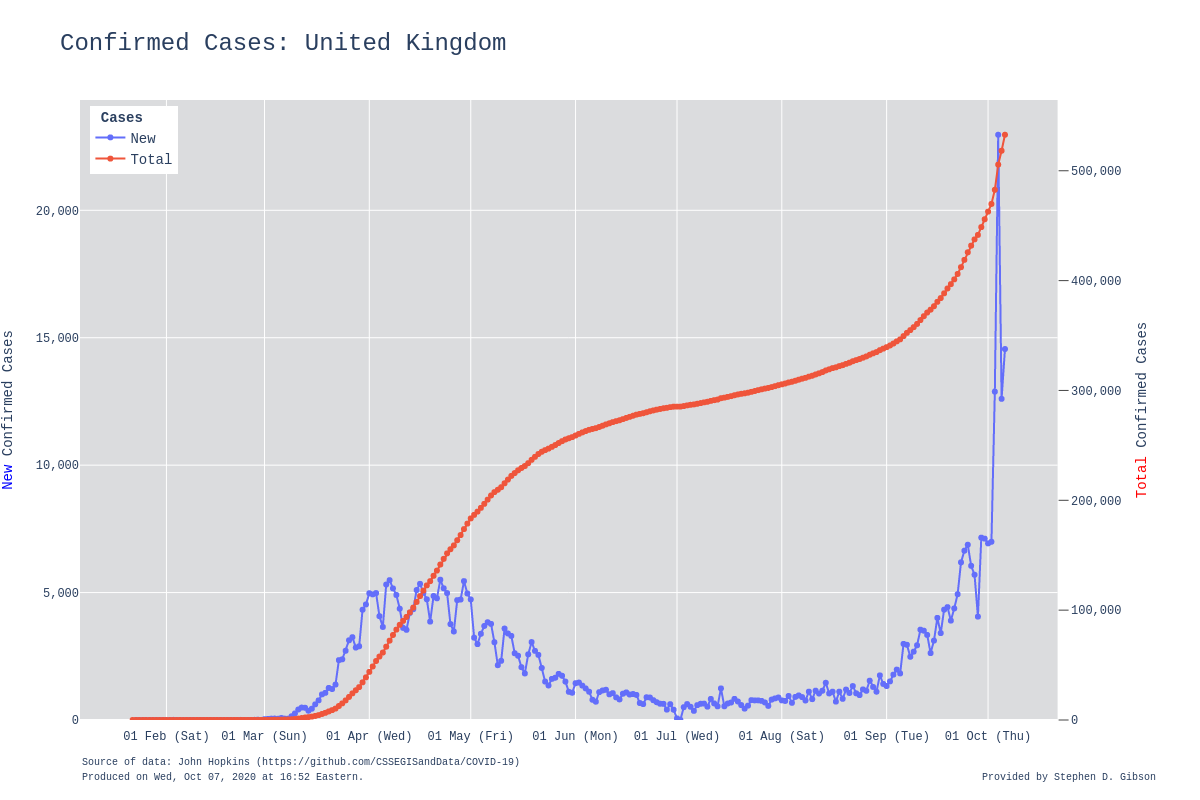 Confirmed Cases: United Kingdom
Cases
New
Total
20,000
15,000
10,000
5,000
0
500,000
400,000
300,000
200,000
100,000
0
New Confirmed Cases
Total Confirmed Cases
01 Feb (Sat) 01 Mar (Sun) 01 Apr (Wed) 01 May (Fri) 01 Jun (Mon) 01 Jul (Wed) 01 Aug (Sat) 01 Sep (Tue) 01 Oct (Thu)
Source of data: John Hopkins (https://github.com/CSSEGISandData/COVID-19)
Produced on Wed, Oct 07, 2020 at 16:52 Eastern.
Provided by Stephen D. Gibson